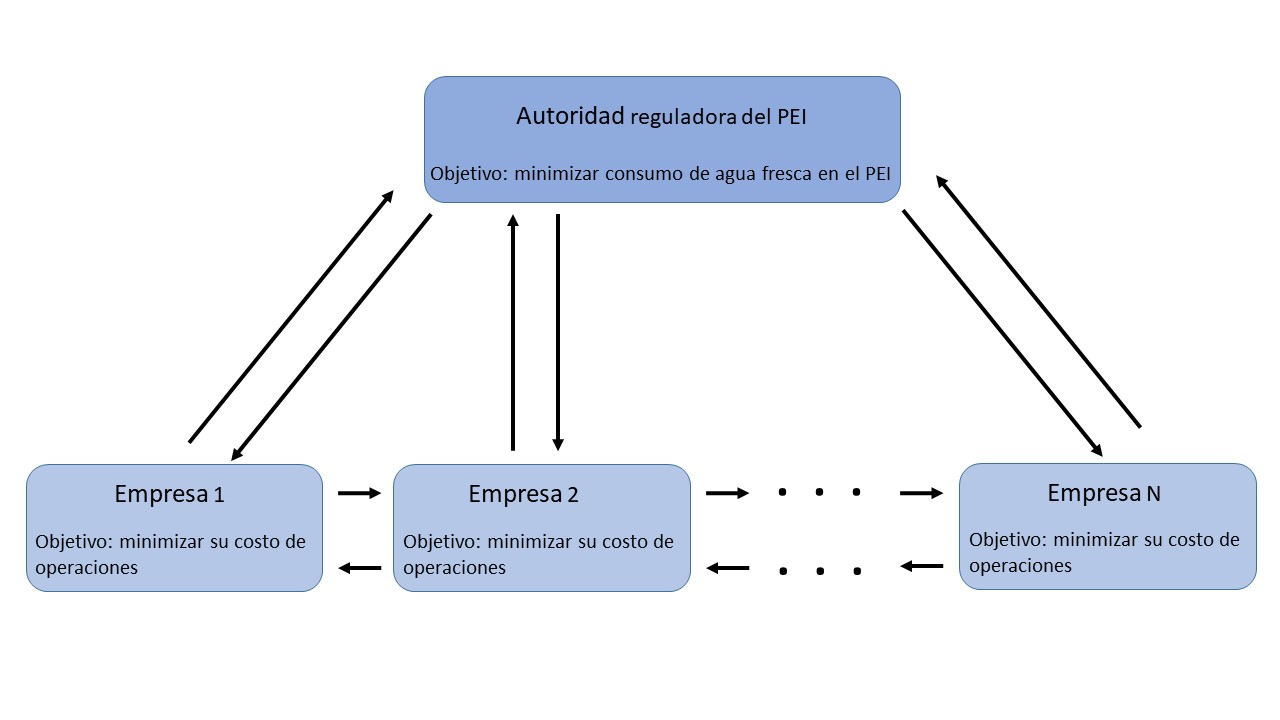 Autoridad reguladora del PEI
Objetivo: minimizar consumo de agua fresca en el PEI
Empresa 1
Objetivo: minimizar su costo de
operaciones
Empresa 2
Objetivo: minimizar su costo de
operaciones
. . .
. . .
Empresa N
Objetivo: minimizar su costo de
operaciones